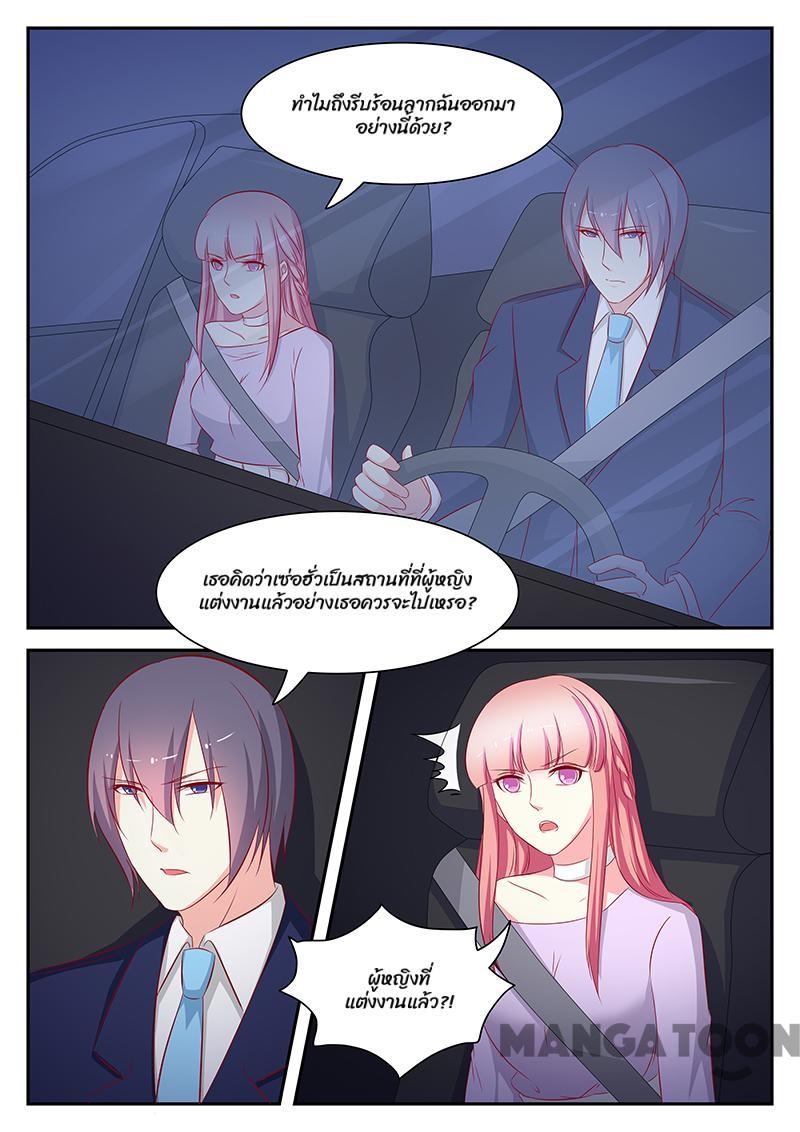 ทำไมถึงรีบร้อนลากฉันออกมา
อย่างนี้ด้วย?
เธอคิดว่าเซ่อฮั่วเป็นสถานที่ที่ผู้หญิง
แต่งงานแล้วอย่างเธอควรจะไปเหรอ?
ผู้หญิงที่
แต่งงานแล้ว?!
MANGATOON